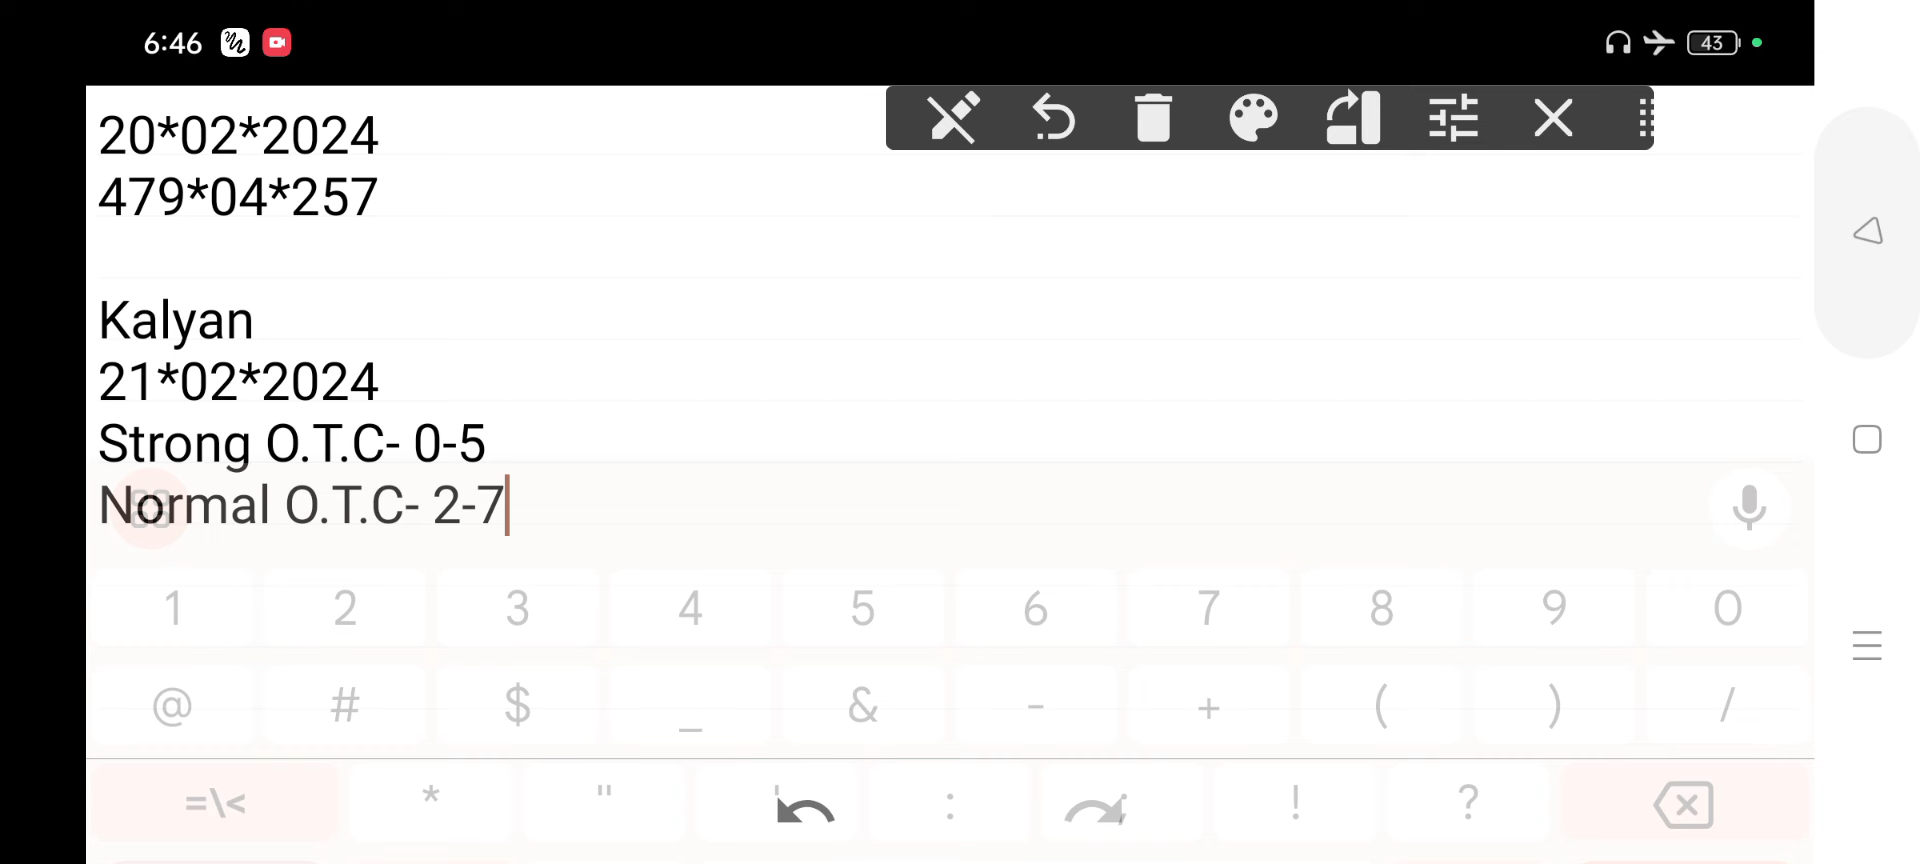 6:46
43
20*02*2024
479*04*257
Kalyan
21*02*2024
Strong O.T.C- 0-5
Normal O.T.C- 2-7
1 2 3 4 5 6 7 8 9 0
@ # $ _ & - + ( ) /
=\< * " ' : ; ! ?